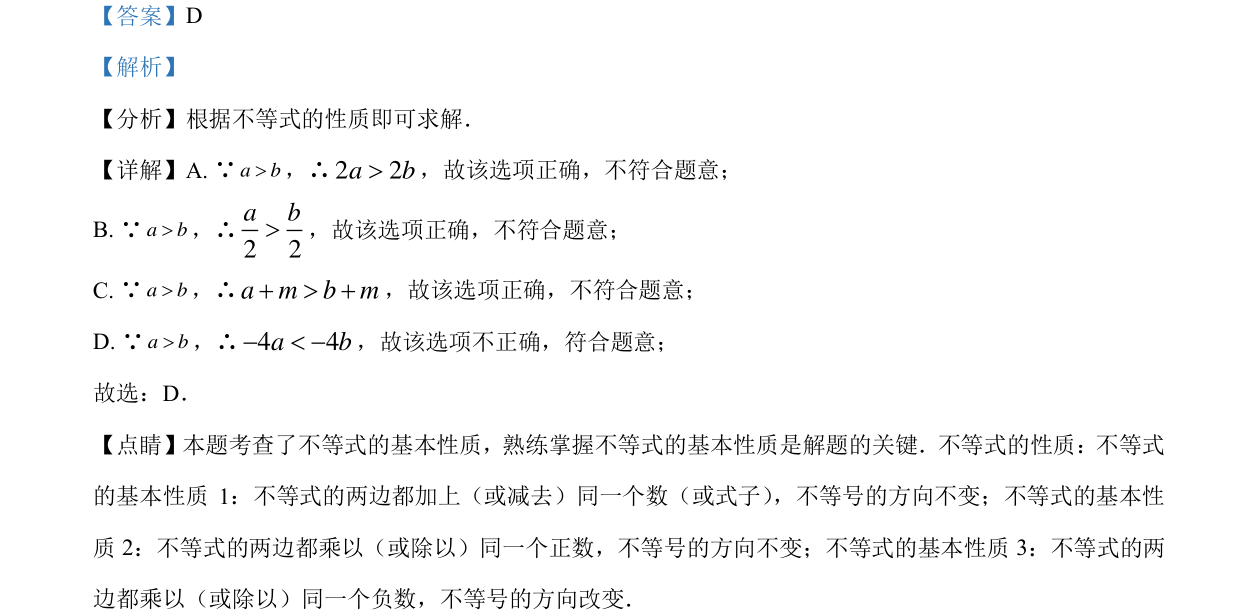 【答案】D
【解析】
【分析】根据不等式的性质即可求解．
【详解】A. ∵ a>b，∴ 2a > 2b，故该选项正确，不符合题意；
B. ∵ a>b，∴ a/2 > b/2，故该选项正确，不符合题意；
C. ∵ a>b，∴ a+m > b+m，故该选项正确，不符合题意；
D. ∵ a>b，∴ −4a < −4b，故该选项不正确，符合题意；
故选：D．
【点睛】本题考查了不等式的基本性质，熟练掌握不等式的基本性质是解题的关键．不等式的性质：不等式
的基本性质 1：不等式的两边都加上（或减去）同一个数（或式子），不等号的方向不变；不等式的基本性
质 2：不等式的两边都乘以（或除以）同一个正数，不等号的方向不变；不等式的基本性质 3：不等式的两
边都乘以（或除以）同一个负数，不等号的方向改变．